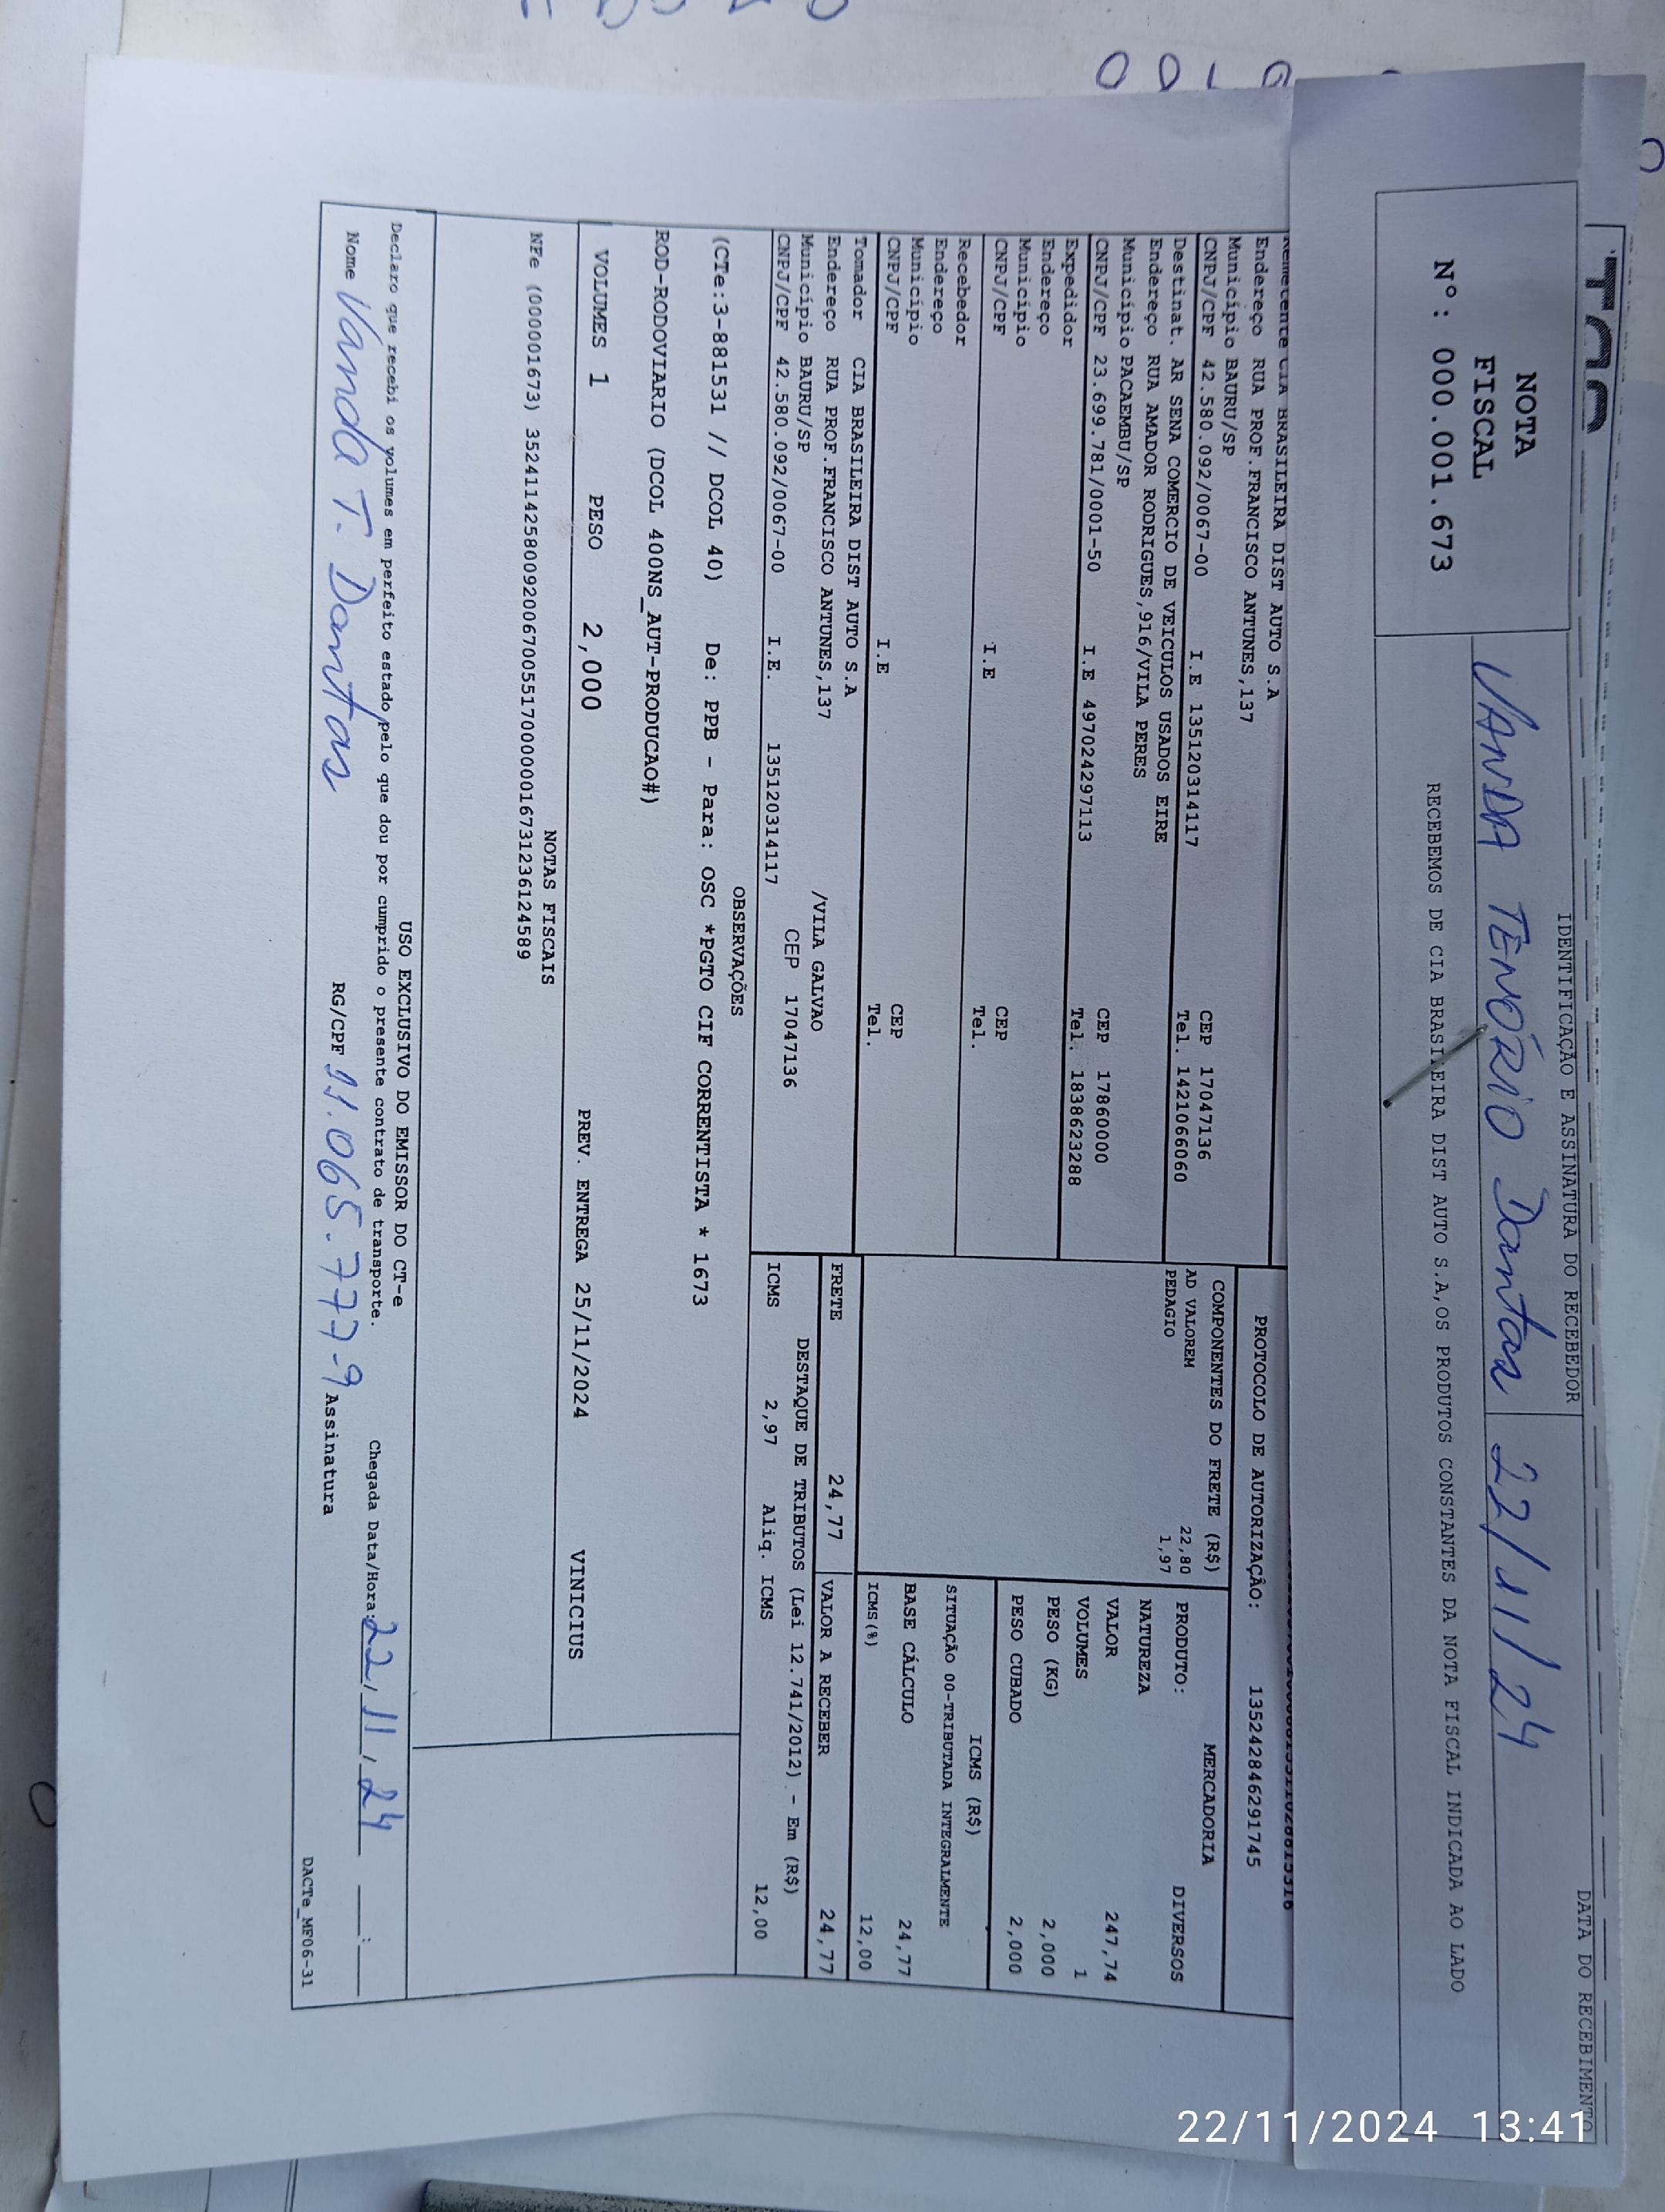 DATA DO RECEBIMENTO
IDENTIFICAÇÃO E ASSINATURA DO RECEBEDOR
NOTA
FISCAL
Nº: 000.001.673
VANDA TENÓRIO Dantas 22/11/24
RECEBEMOS DE CIA BRASILEIRA DIST AUTO S.A,OS PRODUTOS CONSTANTES DA NOTA FISCAL INDICADA AO LADO
Remetente CIA BRASILEIRA DIST AUTO S.A
Endereço RUA PROF.FRANCISCO ANTUNES,137
Município BAURU/SP CEP 17047136
CNPJ/CPF 42.580.092/0067-00 I.E 135120314117 Tel. 1421066060
Destinat. AR SENA COMERCIO DE VEICULOS USADOS EIRE
Endereço RUA AMADOR RODRIGUES,916/VILA PERES
Município PACAEMBU/SP CEP 17860000
CNPJ/CPF 23.699.781/0001-50 I.E 497024297113 Tel. 1838623288
Expedidor
Endereço
Município CEP
CNPJ/CPF I.E Tel.
Recebedor
Endereço
Município CEP
CNPJ/CPF I.E Tel.
Tomador CIA BRASILEIRA DIST AUTO S.A
Endereço RUA PROF.FRANCISCO ANTUNES,137 /VILA GALVAO
Município BAURU/SP CEP 17047136
CNPJ/CPF 42.580.092/0067-00 I.E. 135120314117
PROTOCOLO DE AUTORIZAÇÃO: 135242846291745
COMPONENTES DO FRETE (R$)
AD VALOREM 22,80
PEDAGIO 1,97
MERCADORIA
PRODUTO: DIVERSOS
NATUREZA
VALOR 247,74
VOLUMES 1
PESO (KG) 2,000
PESO CUBADO 2,000
ICMS (R$)
SITUAÇÃO 00-TRIBUTADA INTEGRALMENTE
BASE CÁLCULO 24,77
ICMS(%) 12,00
FRETE 24,77 VALOR A RECEBER 24,77
DESTAQUE DE TRIBUTOS (Lei 12.741/2012) - Em (R$)
ICMS 2,97 Aliq. ICMS 12,00
OBSERVAÇÕES
(CTe:3-881531 // DCOL 40) De: PPB - Para: OSC *PGTO CIF CORRENTISTA * 1673
ROD-RODOVIARIO (DCOL 400NS_AUT-PRODUCAO#)
VOLUMES 1 PESO 2,000 PREV. ENTREGA 25/11/2024 VINICIUS
NOTAS FISCAIS
NFe (000001673) 35241142580092006700551700000016731236124589
USO EXCLUSIVO DO EMISSOR DO CT-e
Declaro que recebi os volumes em perfeito estado pelo que dou por cumprido o presente contrato de transporte. Chegada Data/Hora: 22/11/24 __:__
Nome Vanda T. Dantas RG/CPF 21.065.777-9 Assinatura
DACTe_MF06-31
22/11/2024 13:41